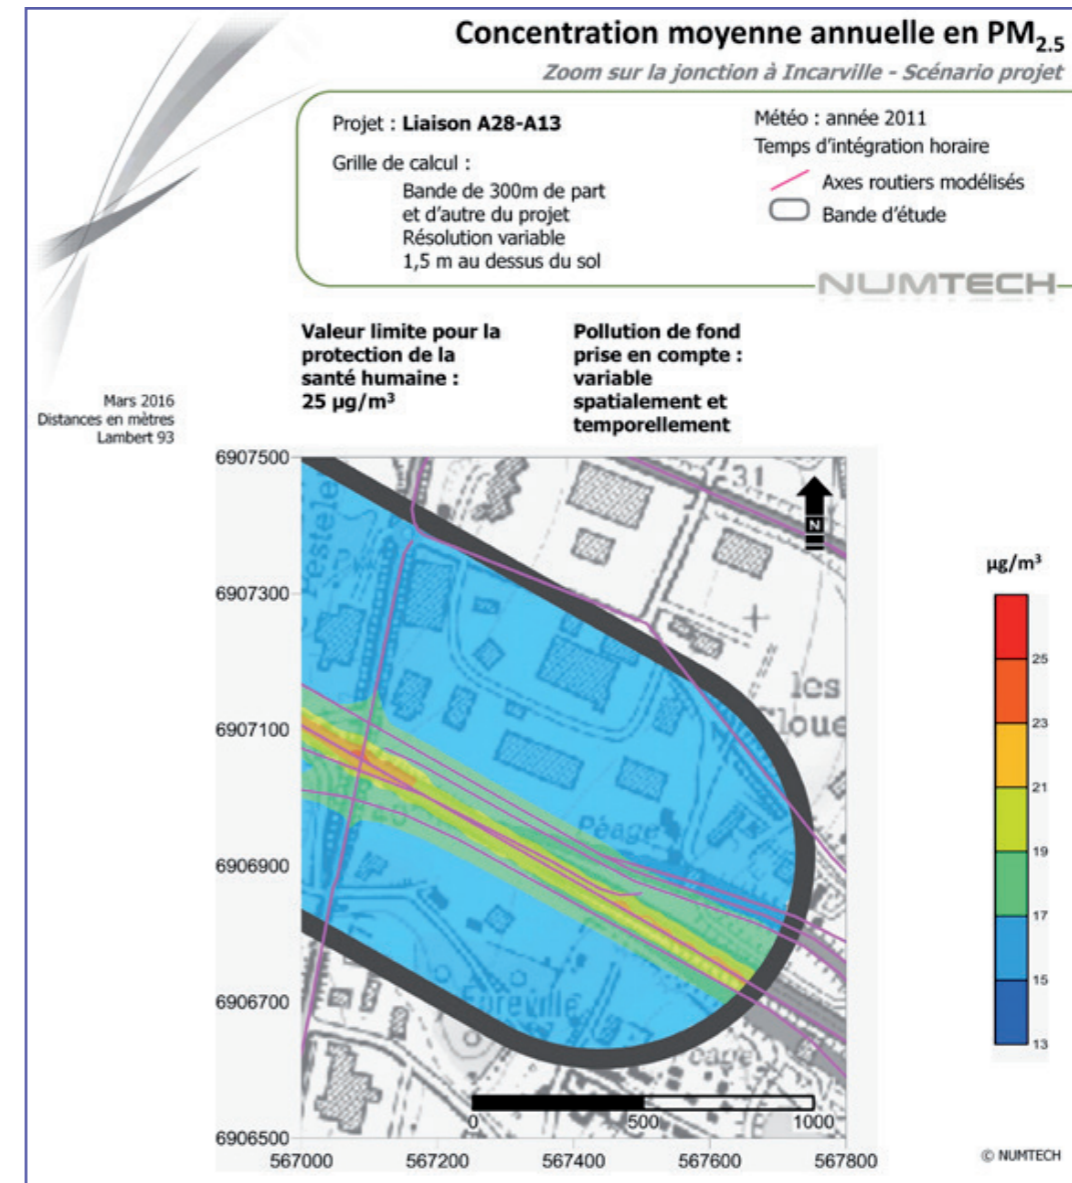 Concentration moyenne annuelle en PM2.5
Zoom sur la jonction à Incarville - Scénario projet
Projet : Liaison A28-A13
Grille de calcul :
Bande de 300m de part
et d'autre du projet
Résolution variable
1,5 m au dessus du sol
Météo : année 2011
Temps d'intégration horaire
Axes routiers modélisés
Bande d'étude
NUMTECH
Valeur limite pour la
protection de la
santé humaine :
25 µg/m³
Pollution de fond
prise en compte :
variable
spatialement et
temporellement
Mars 2016
Distances en mètres
Lambert 93
6907500
6907300
6907100
6906900
6906700
6906500
567000
567200
567400
567600
567800
31
N
les
Péage
0
500
1000
µg/m³
25
23
21
19
17
15
13
© NUMTECH